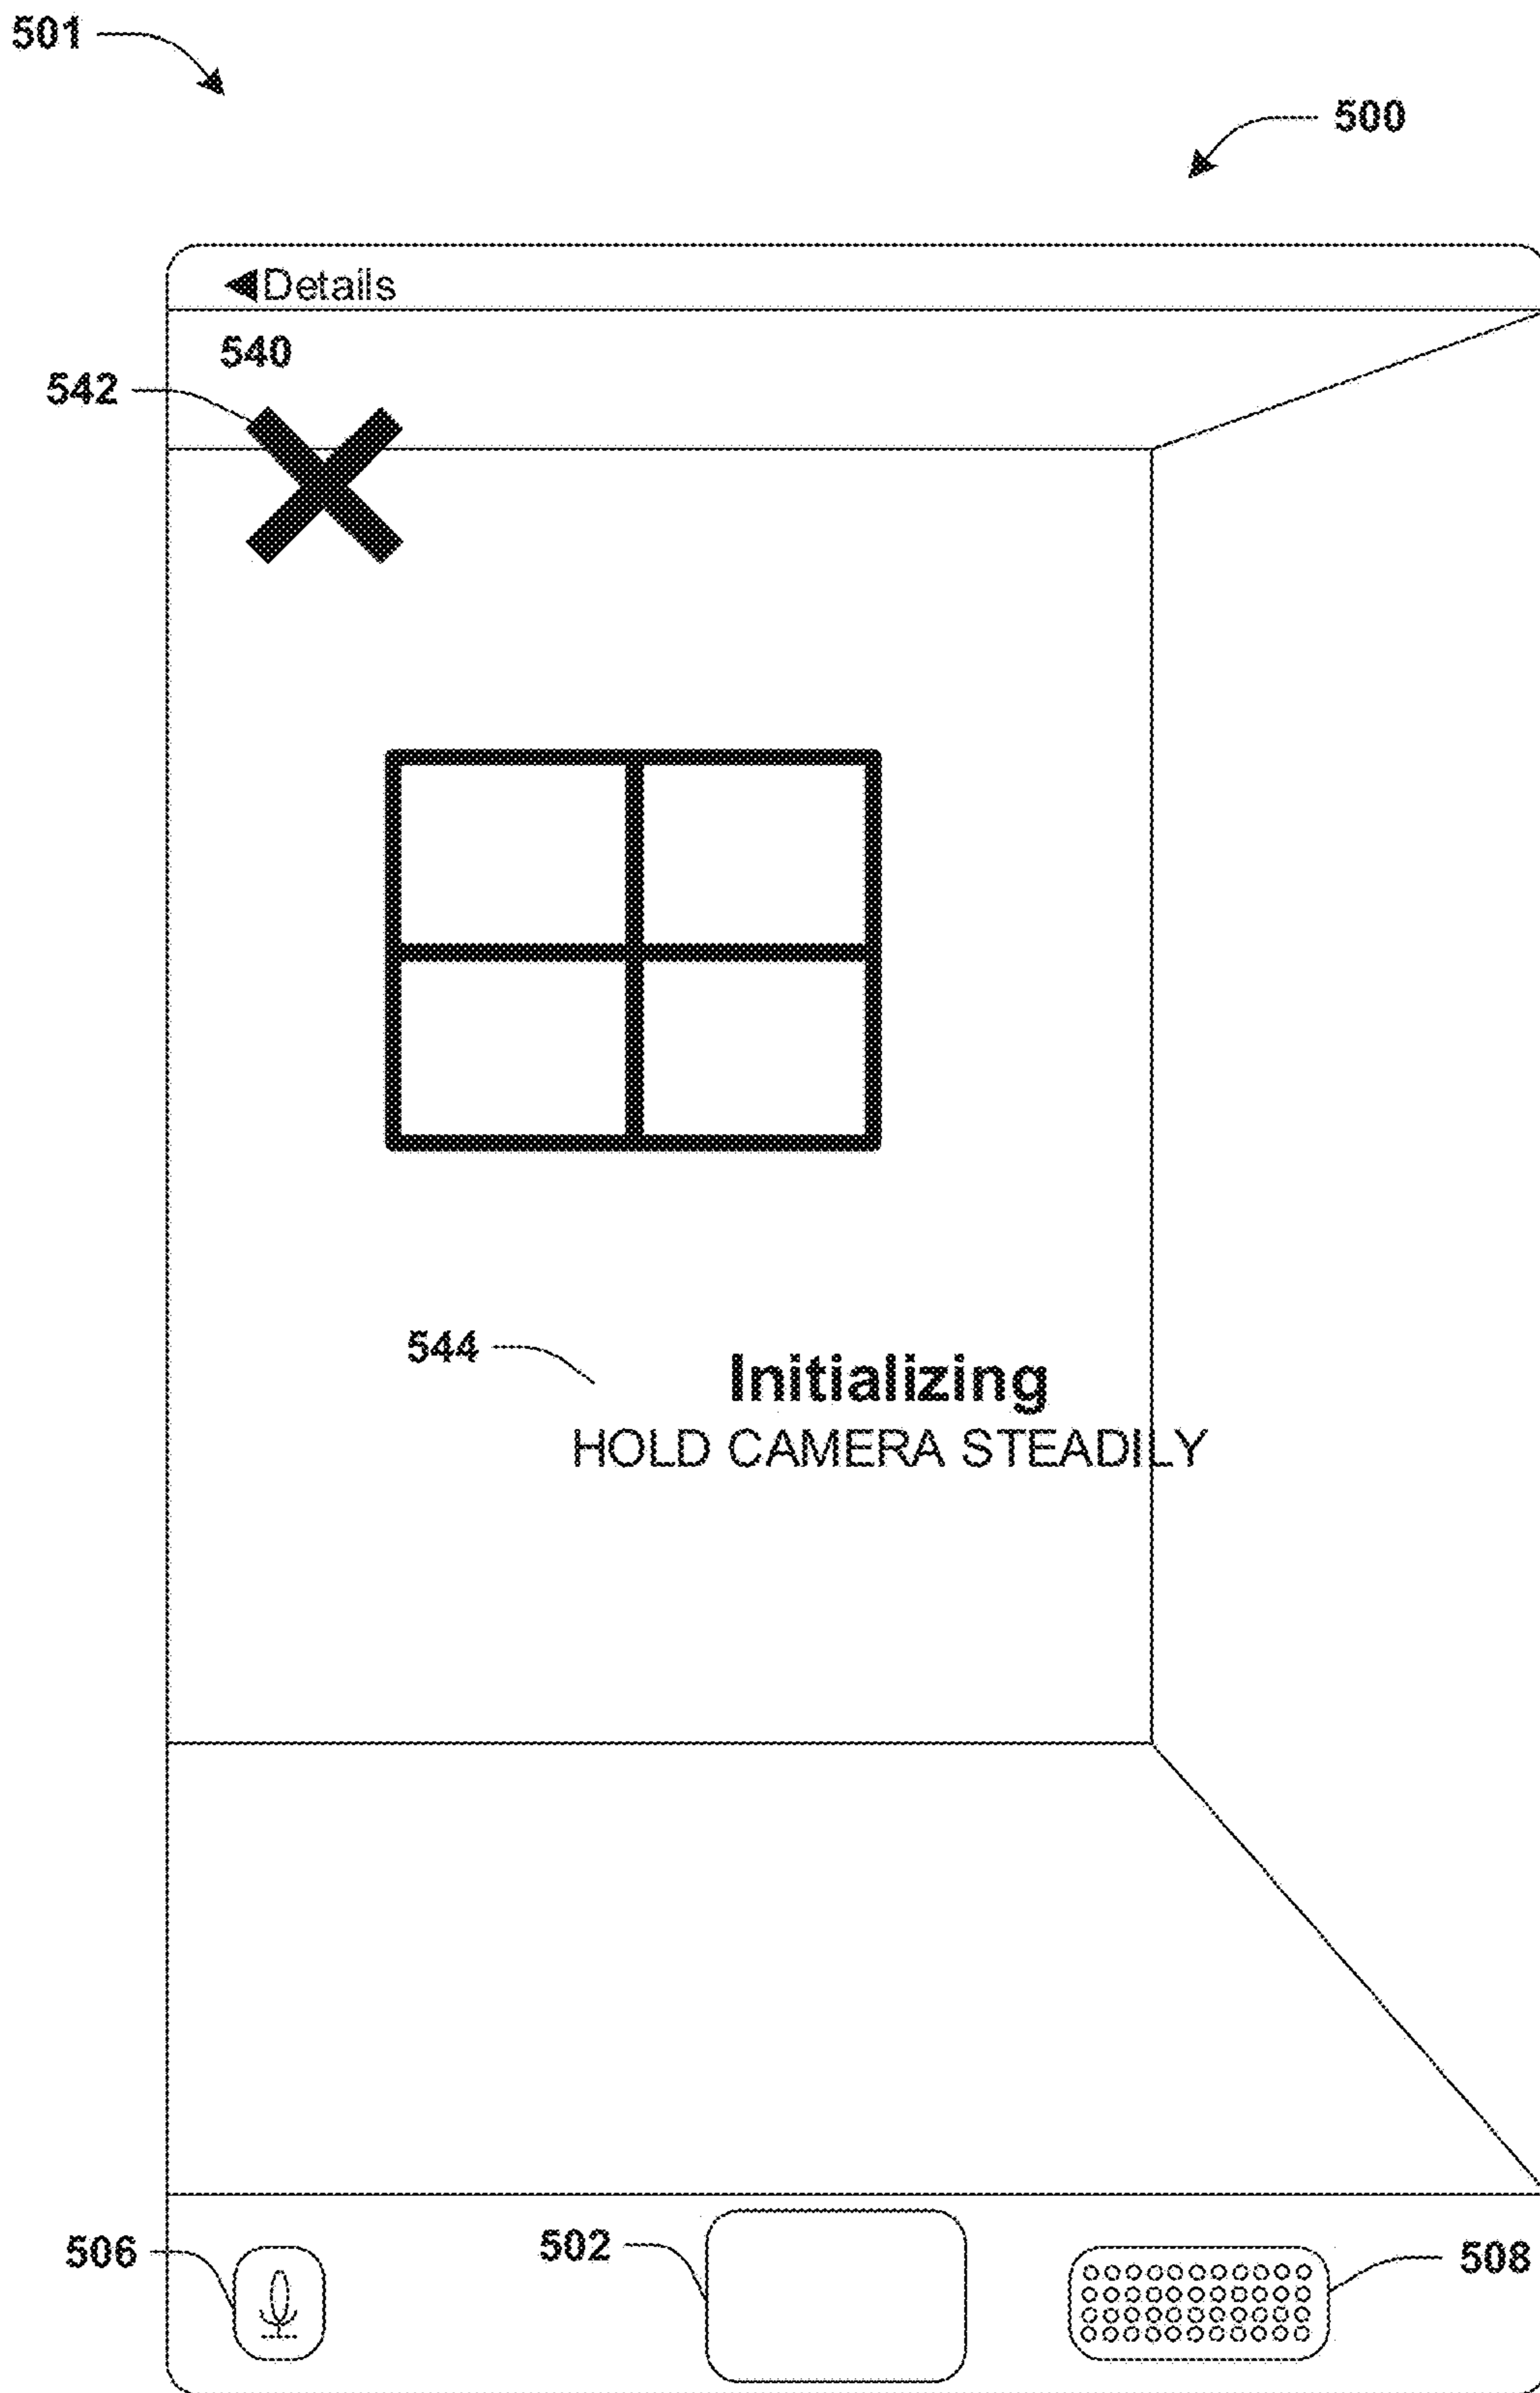 501
500
◀Details
540
542
544
Initializing
HOLD CAMERA STEADILY
506
502
508